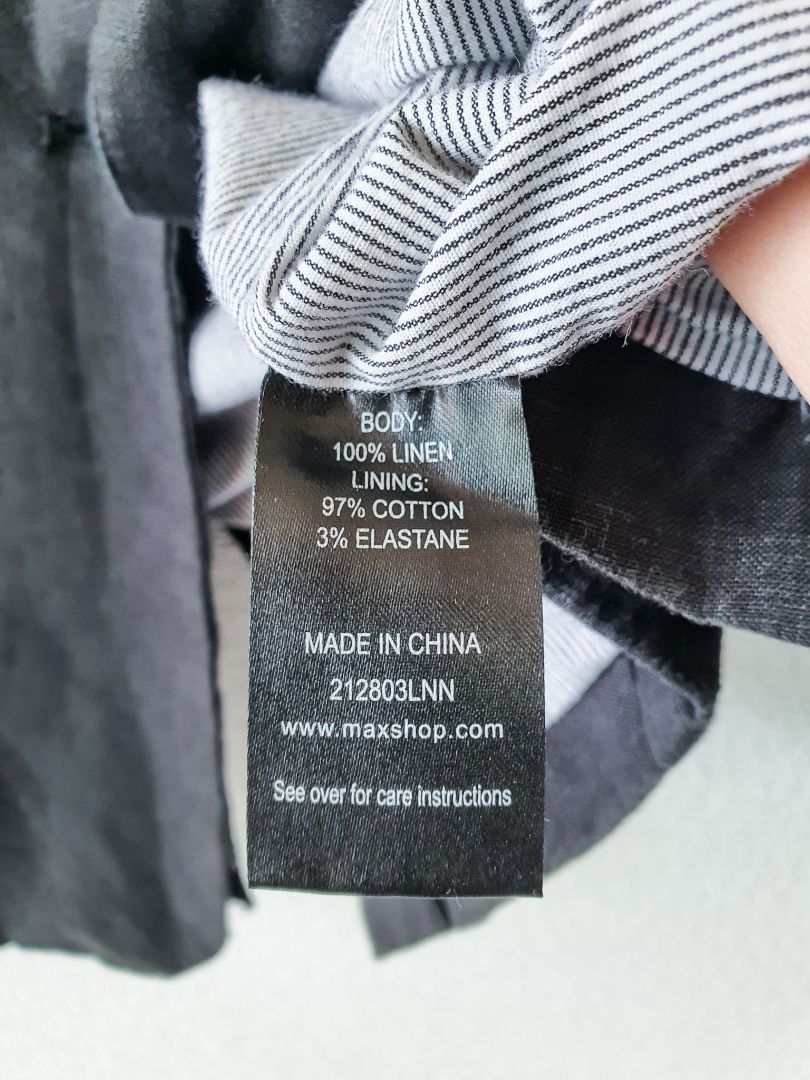 BODY:
100% LINEN
LINING:
97% COTTON
3% ELASTANE
MADE IN CHINA
212803LNN
www.maxshop.com
See over for care instructions